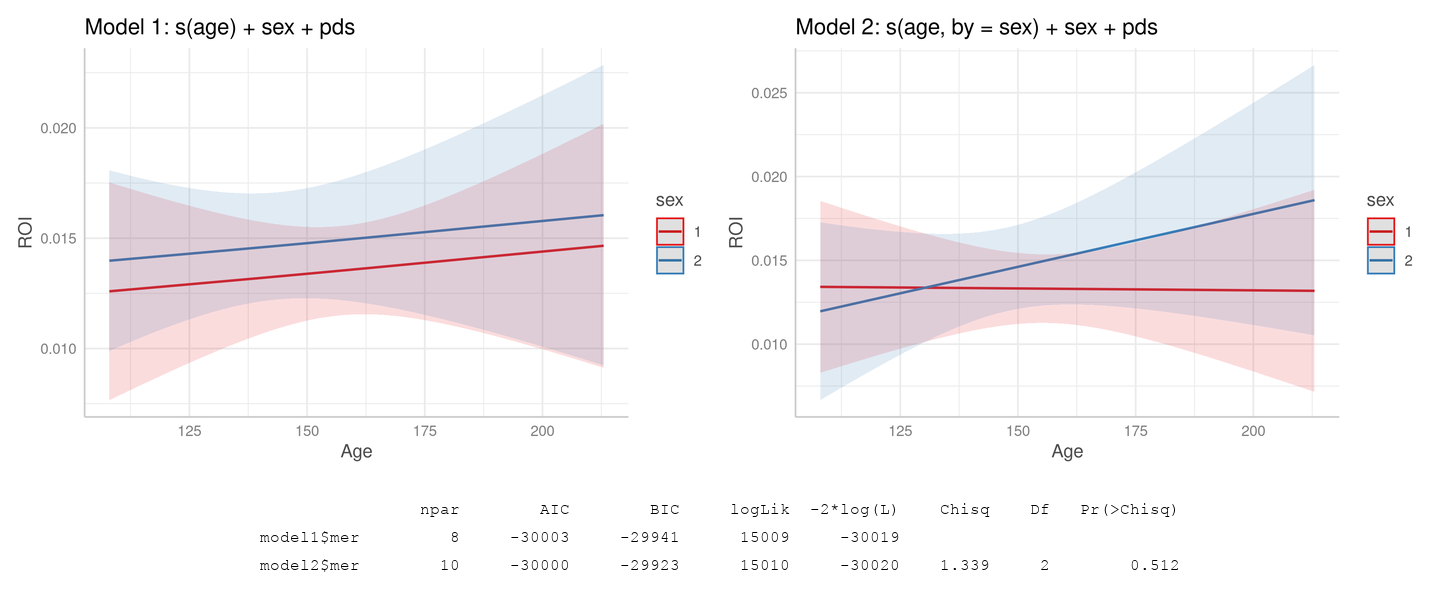 Model 1: s(age) + sex + pds
0.020
0.015
0.010
ROI
125 150 175 200
Age
sex
1
2
Model 2: s(age, by = sex) + sex + pds
0.025
0.020
0.015
0.010
ROI
125 150 175 200
Age
sex
1
2
npar AIC BIC logLik -2*log(L) Chisq Df Pr(>Chisq)
model1$mer 8 -30003 -29941 15009 -30019
model2$mer 10 -30000 -29923 15010 -30020 1.339 2 0.512